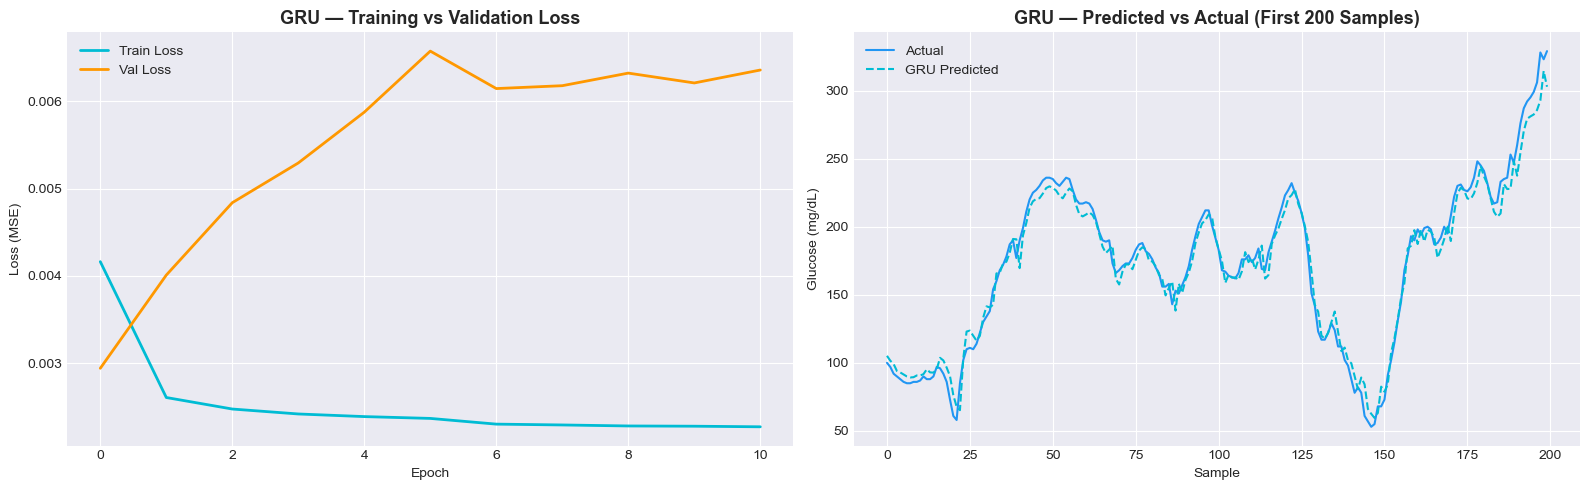 GRU — Training vs Validation Loss
Train Loss
Val Loss
0.006
0.005
0.004
0.003
Loss (MSE)
0 2 4 6 8 10
Epoch
GRU — Predicted vs Actual (First 200 Samples)
Actual
GRU Predicted
300
250
200
150
100
50
Glucose (mg/dL)
0 25 50 75 100 125 150 175 200
Sample